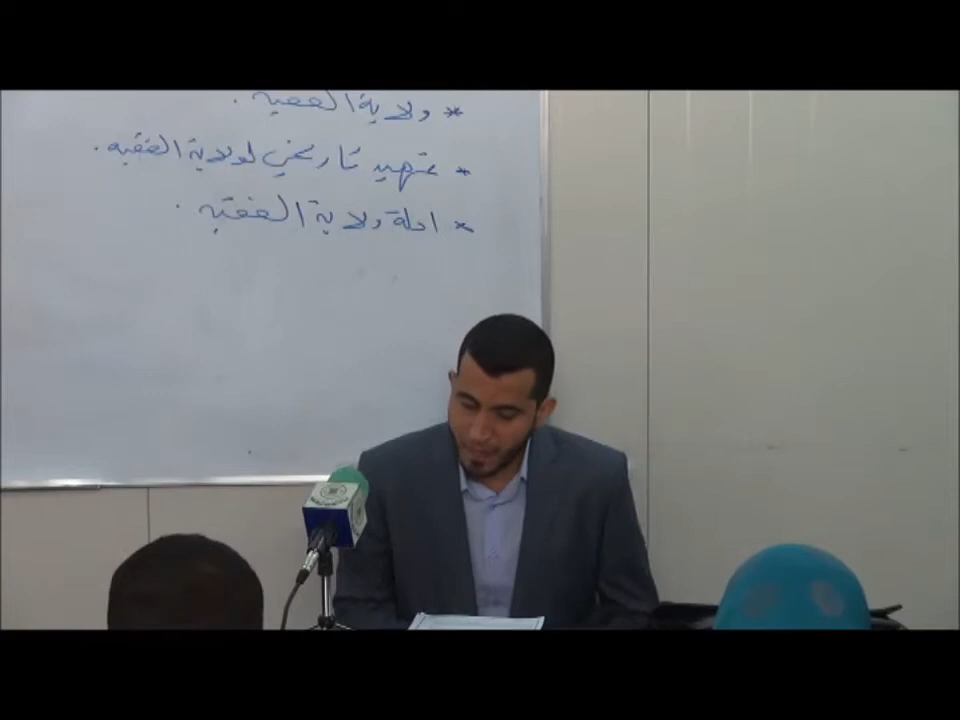 * ولاية الفقيه .
* تمهيد تاريخي لولاية الفقيه .
* ادلة ولاية الفقيه .